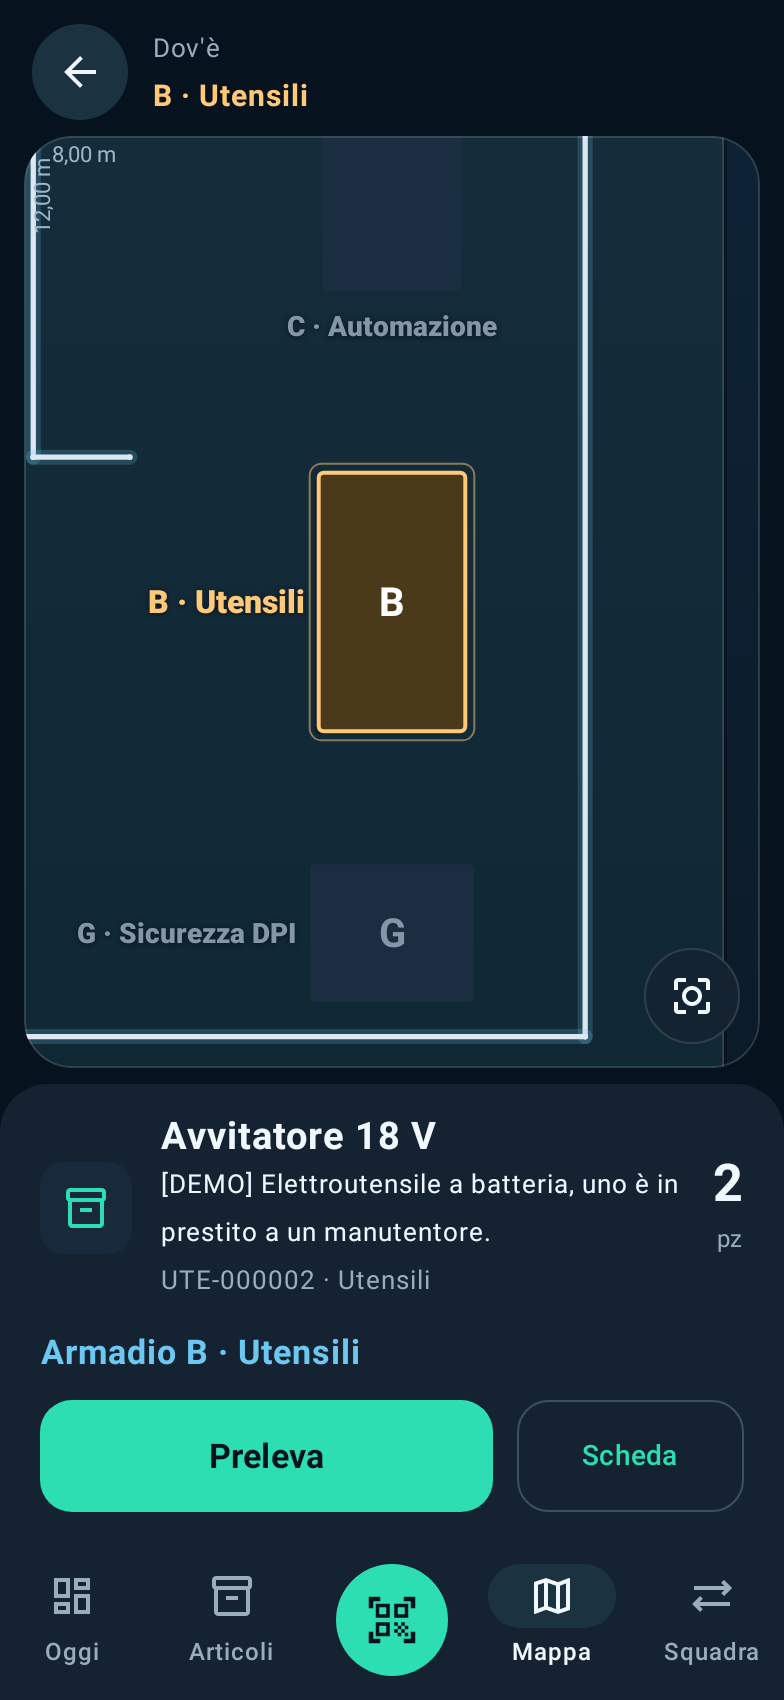 Dov'è
B · Utensili
8,00 m
12,00 m
C · Automazione
B · Utensili
B
G · Sicurezza DPI
G
Avvitatore 18 V
[DEMO] Elettroutensile a batteria, uno è in
prestito a un manutentore.
UTE-000002 · Utensili
2
pz
Armadio B · Utensili
Preleva
Scheda
Oggi
Articoli
Mappa
Squadra